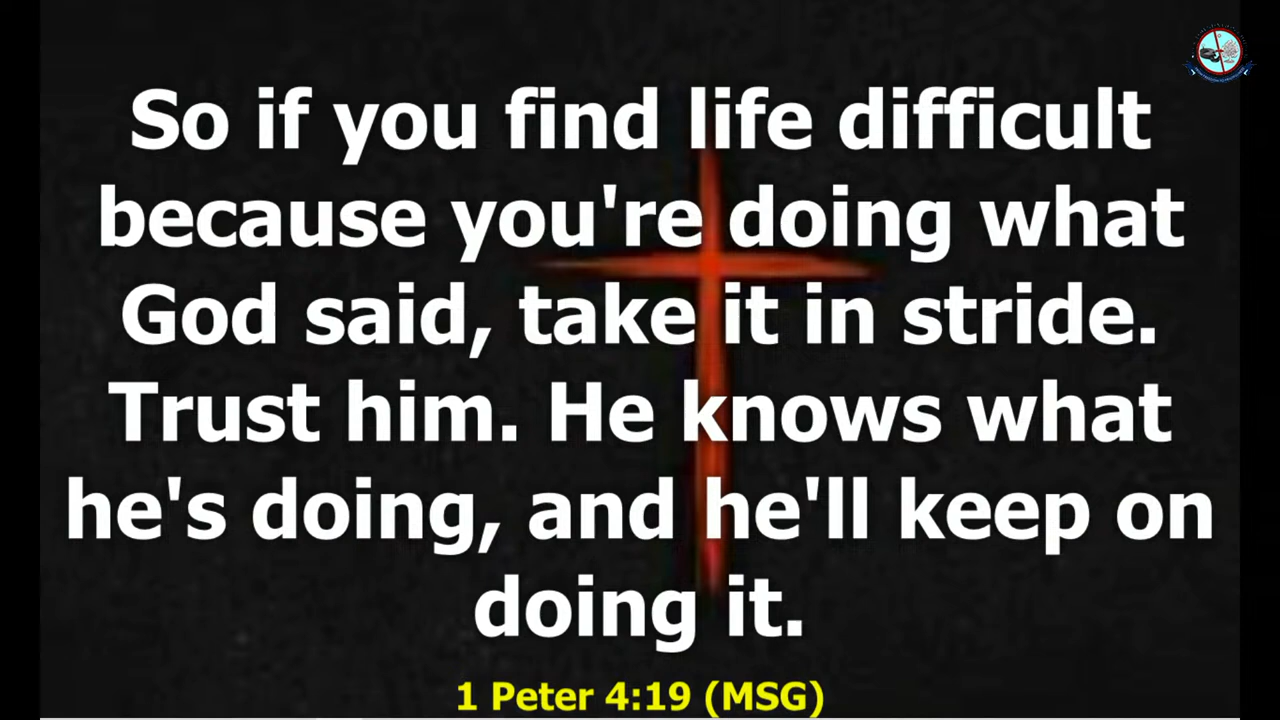 So if you find life difficult
because you're doing what
God said, take it in stride.
Trust him. He knows what
he's doing, and he'll keep on
doing it.
1 Peter 4:19 (MSG)